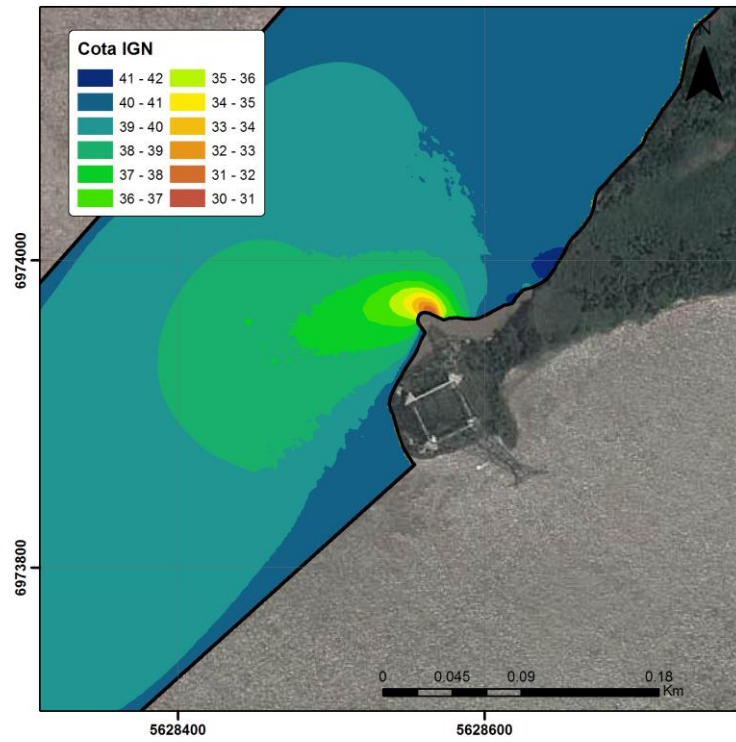 N
Cota IGN
41 - 42 35 - 36
40 - 41 34 - 35
39 - 40 33 - 34
38 - 39 32 - 33
37 - 38 31 - 32
36 - 37 30 - 31
6974000
6973800
0 0.045 0.09 0.18
Km
5628400 5628600